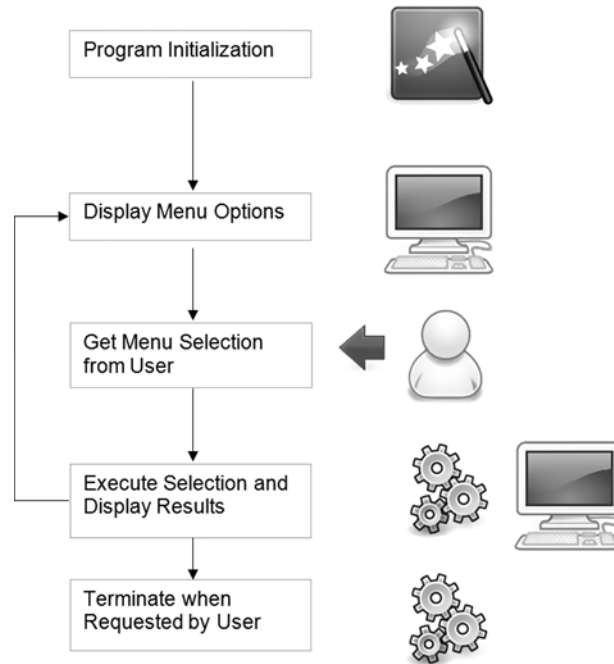 Program Initialization
Display Menu Options
Get Menu Selection
from User
Execute Selection and
Display Results
Terminate when
Requested by User